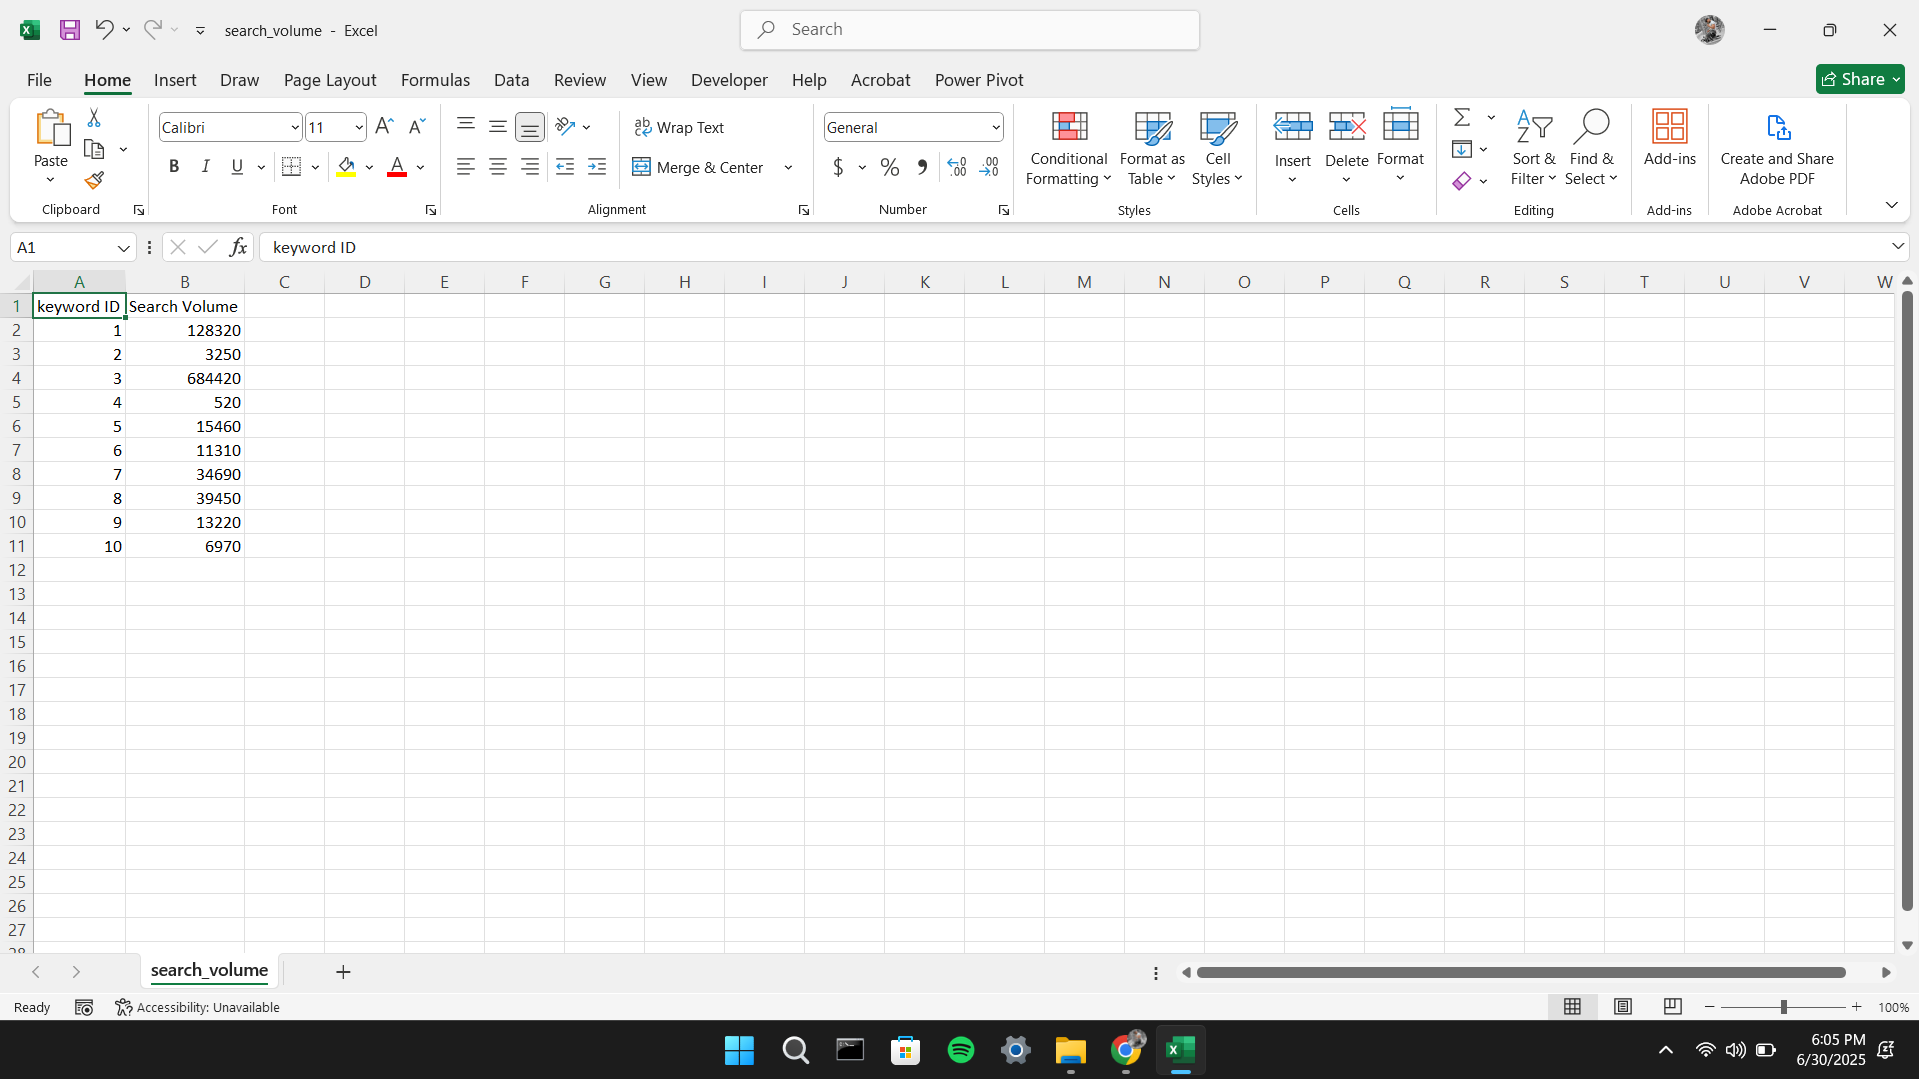 search_volume - Excel
Search
File Home Insert Draw Page Layout Formulas Data Review View Developer Help Acrobat Power Pivot
Share
Calibri 11
Wrap Text
General
Paste
B I U A
Merge & Center
$ % 9
Conditional Formatting
Format as Table
Cell Styles
Insert Delete Format
Sort & Filter
Find & Select
Add-ins
Create and Share Adobe PDF
Clipboard Font Alignment Number Styles Cells Editing Add-ins Adobe Acrobat
A1 fx keyword ID
A B C D E F G H I J K L M N O P Q R S T U V W
1 keyword ID Search Volume
2 1 128320
3 2 3250
4 3 684420
5 4 520
6 5 15460
7 6 11310
8 7 34690
9 8 39450
10 9 13220
11 10 6970
12
13
14
15
16
17
18
19
20
21
22
23
24
25
26
27
28
search_volume
Ready Accessibility: Unavailable 100%
6:05 PM
6/30/2025